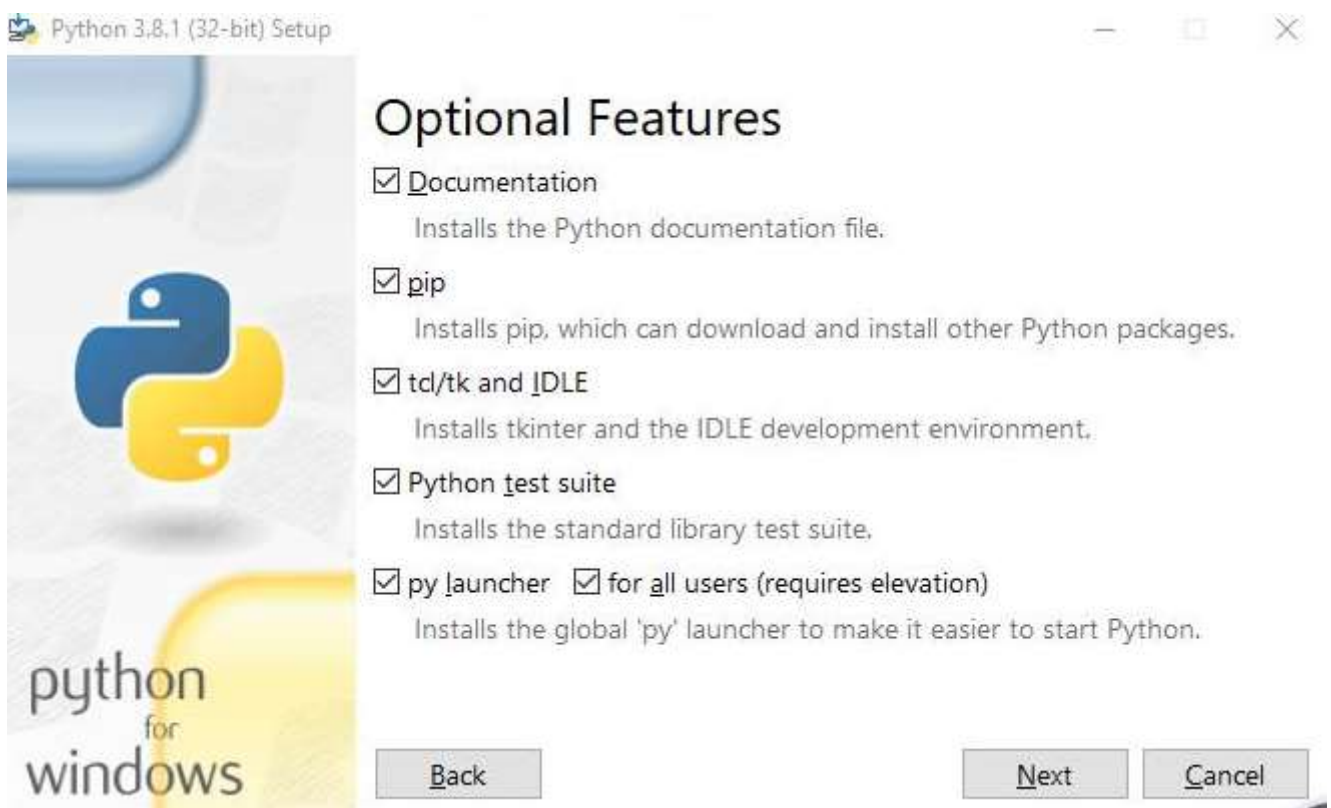 Python 3.8.1 (32-bit) Setup
Optional Features
Documentation
Installs the Python documentation file.
pip
Installs pip, which can download and install other Python packages.
tcl/tk and IDLE
Installs tkinter and the IDLE development environment.
Python test suite
Installs the standard library test suite.
py launcher for all users (requires elevation)
Installs the global 'py' launcher to make it easier to start Python.
python
for
windows
Back Next Cancel